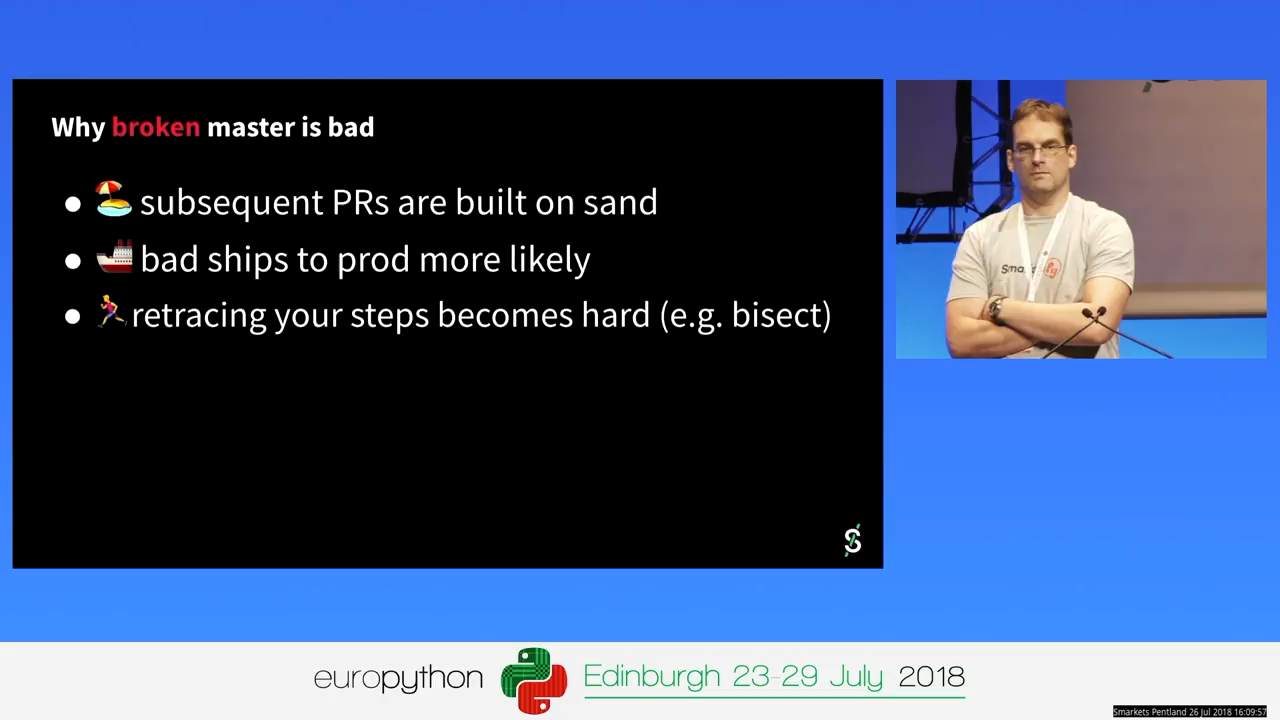 Why broken master is bad
● 🏖 subsequent PRs are built on sand
● 🚢 bad ships to prod more likely
● 🏃 retracing your steps becomes hard (e.g. bisect)
S
europython
Edinburgh 23-29 July 2018
Smarkets Pentland 26 Jul 2018 16:09:57